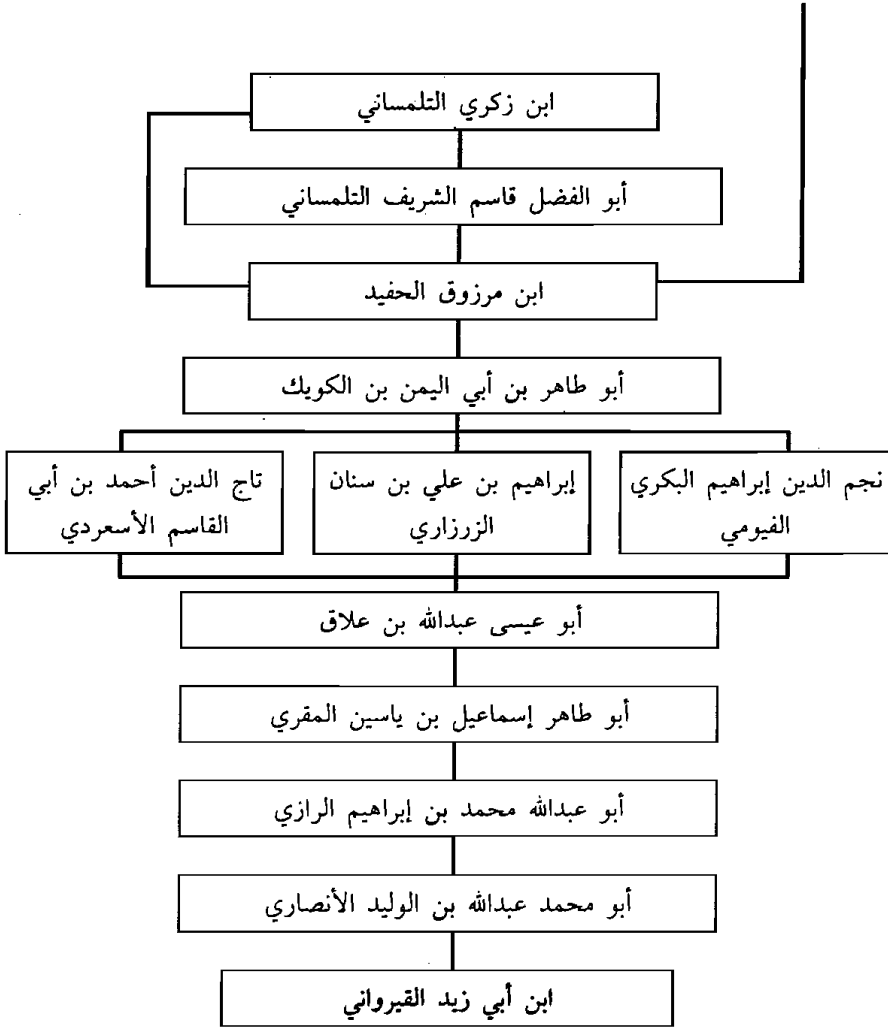 ابن زكري التلمساني
أبو الفضل قاسم الشريف التلمساني
ابن مرزوق الحفيد
أبو طاهر بن أبي اليمن بن الكويك
نجم الدين إبراهيم البكري
الفيومي
إبراهيم بن علي بن سنان
الزرزاري
تاج الدين أحمد بن أبي
القاسم الأسعردي
أبو عيسى عبدالله بن علاق
أبو طاهر إسماعيل بن ياسين المقري
أبو عبدالله محمد بن إبراهيم الرازي
أبو محمد عبدالله بن الوليد الأنصاري
ابن أبي زيد القيرواني